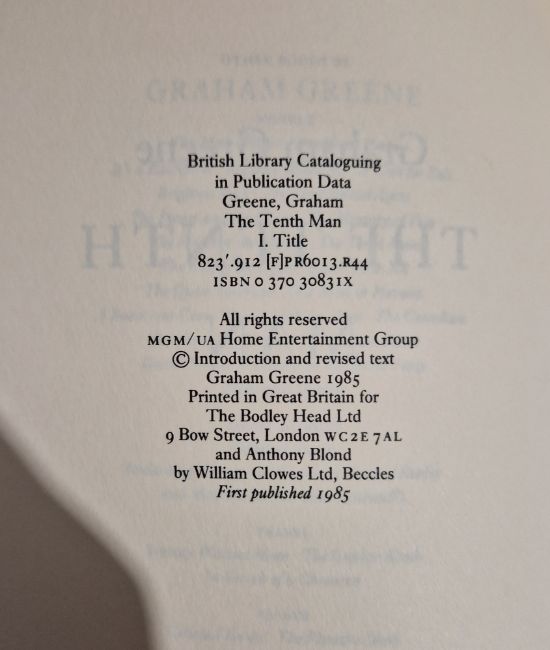 British Library Cataloguing
in Publication Data
Greene, Graham
The Tenth Man
I. Title
823′.912 [F]PR6013.R44
ISBN 0 370 30831X
All rights reserved
MGM/UA Home Entertainment Group
© Introduction and revised text
Graham Greene 1985
Printed in Great Britain for
The Bodley Head Ltd
9 Bow Street, London WC2E 7AL
and Anthony Blond
by William Clowes Ltd, Beccles
First published 1985